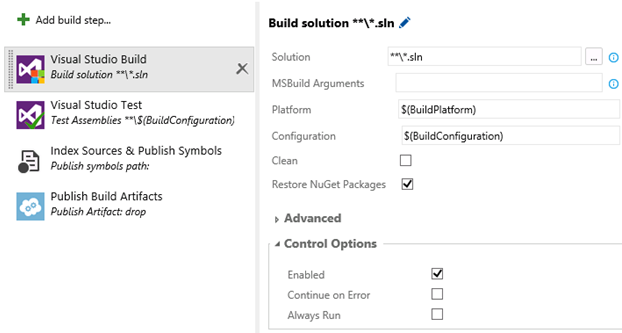 Add build step...
Visual Studio Build
Build solution **\*.sln
Visual Studio Test
Test Assemblies **\$(BuildConfiguration)
Index Sources & Publish Symbols
Publish symbols path:
Publish Build Artifacts
Publish Artifact: drop
Build solution **\*.sln
Solution **\*.sln ...
MSBuild Arguments
Platform $(BuildPlatform)
Configuration $(BuildConfiguration)
Clean
Restore NuGet Packages
Advanced
Control Options
Enabled
Continue on Error
Always Run